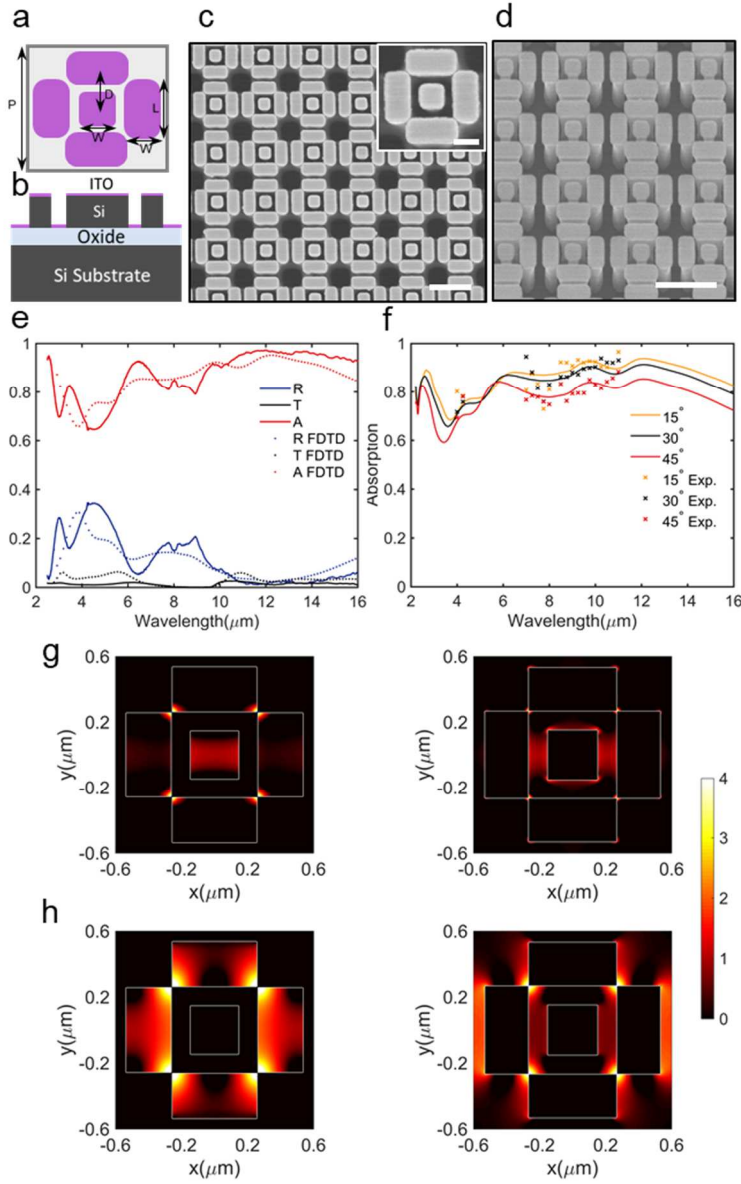 a
P
D
L
W
W
b
ITO
Si
Oxide
Si Substrate
c
d
e
1
0.8
0.6
0.4
0.2
0
2 4 6 8 10 12 14 16
Wavelength(μm)
R
T
A
R FDTD
T FDTD
A FDTD
f
Absorption
1
0.8
0.6
0.4
0.2
0
2 4 6 8 10 12 14 16
Wavelength(μm)
15°
30°
45°
15° Exp.
30° Exp.
45° Exp.
g
y(μm)
0.6
0.2
-0.2
-0.6
-0.6 -0.2 0.2 0.6
x(μm)
y(μm)
0.6
0.2
-0.2
-0.6
-0.6 -0.2 0.2 0.6
x(μm)
h
y(μm)
0.6
0.2
-0.2
-0.6
-0.6 -0.2 0.2 0.6
x(μm)
y(μm)
0.6
0.2
-0.2
-0.6
-0.6 -0.2 0.2 0.6
x(μm)
4
3
2
1
0